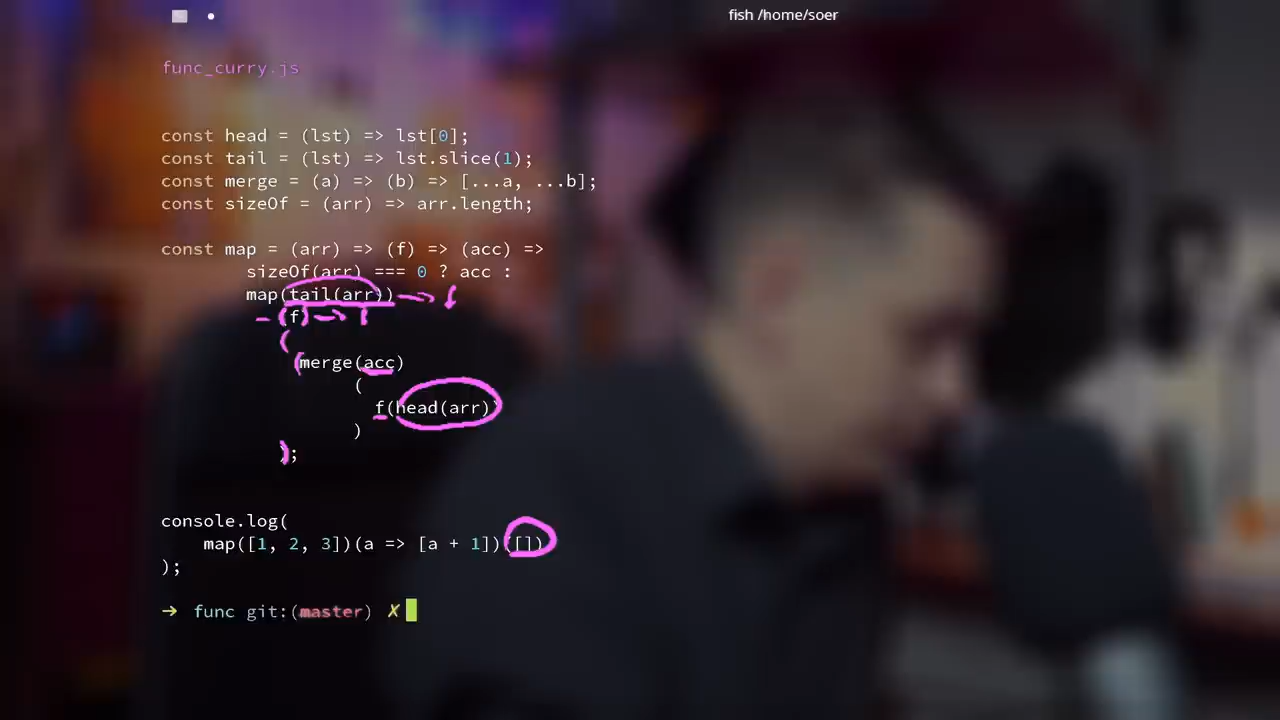 fish /home/soer
func_curry.js
const head = (lst) => lst[0];
const tail = (lst) => lst.slice(1);
const merge = (a) => (b) => [...a, ...b];
const sizeOf = (arr) => arr.length;
const map = (arr) => (f) => (acc) =>
sizeOf(arr) === 0 ? acc :
map(tail(arr))
(f)
(
merge(acc)
(
f(head(arr))
)
);
console.log(
map([1, 2, 3])(a => [a + 1])([])
);
➜ func git:(master) ✗